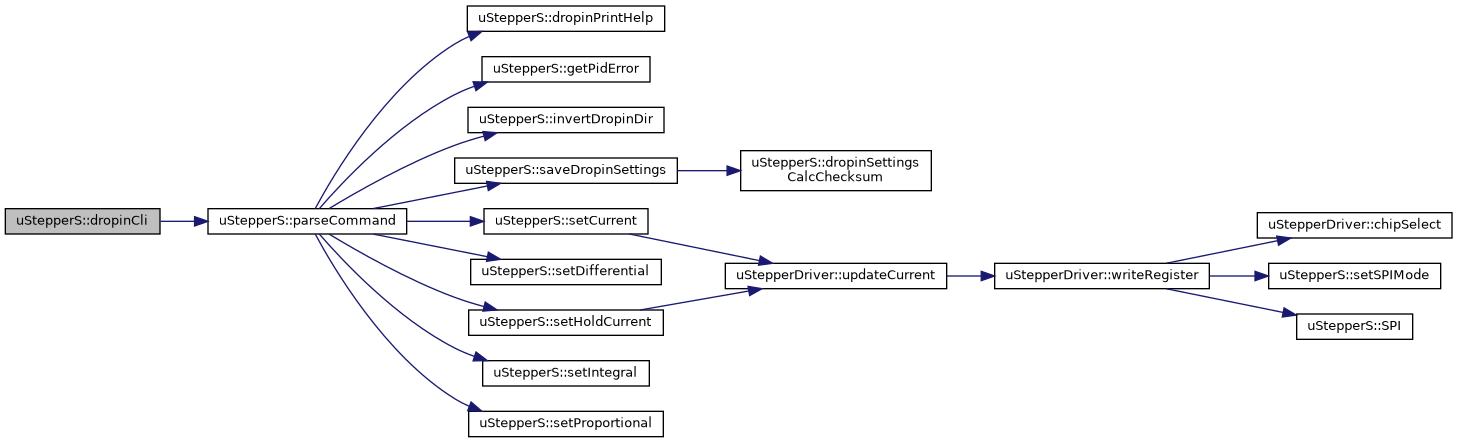 uStepperS::dropinCli
uStepperS::parseCommand
uStepperS::dropinPrintHelp
uStepperS::getPidError
uStepperS::invertDropinDir
uStepperS::saveDropinSettings
uStepperS::dropinSettings
CalcChecksum
uStepperS::setCurrent
uStepperS::setDifferential
uStepperS::setHoldCurrent
uStepperS::setIntegral
uStepperS::setProportional
uStepperDriver::updateCurrent
uStepperDriver::writeRegister
uStepperDriver::chipSelect
uStepperS::setSPIMode
uStepperS::SPI